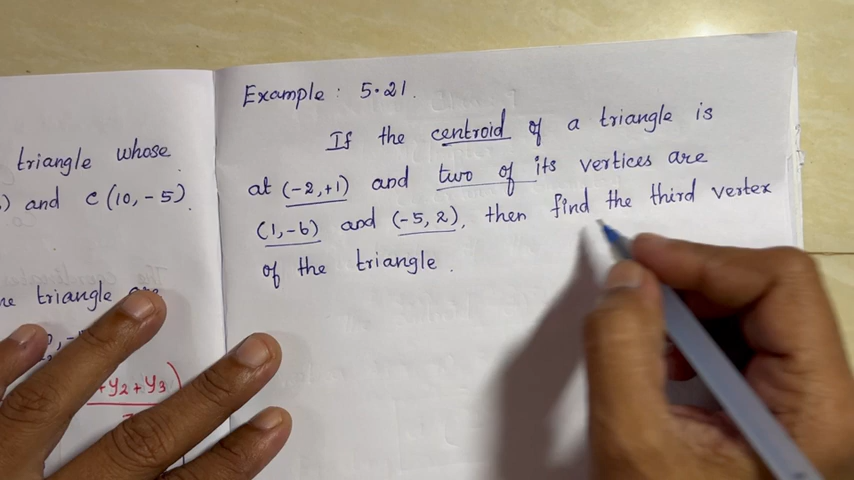 triangle whose
) and C(10, -5)
triangle are
+y2+y3
Example : 5.21.
If the centroid of a triangle is
at (-2,+1) and two of its vertices are
(1,-6) and (-5,2), then find the third vertex
of the triangle.